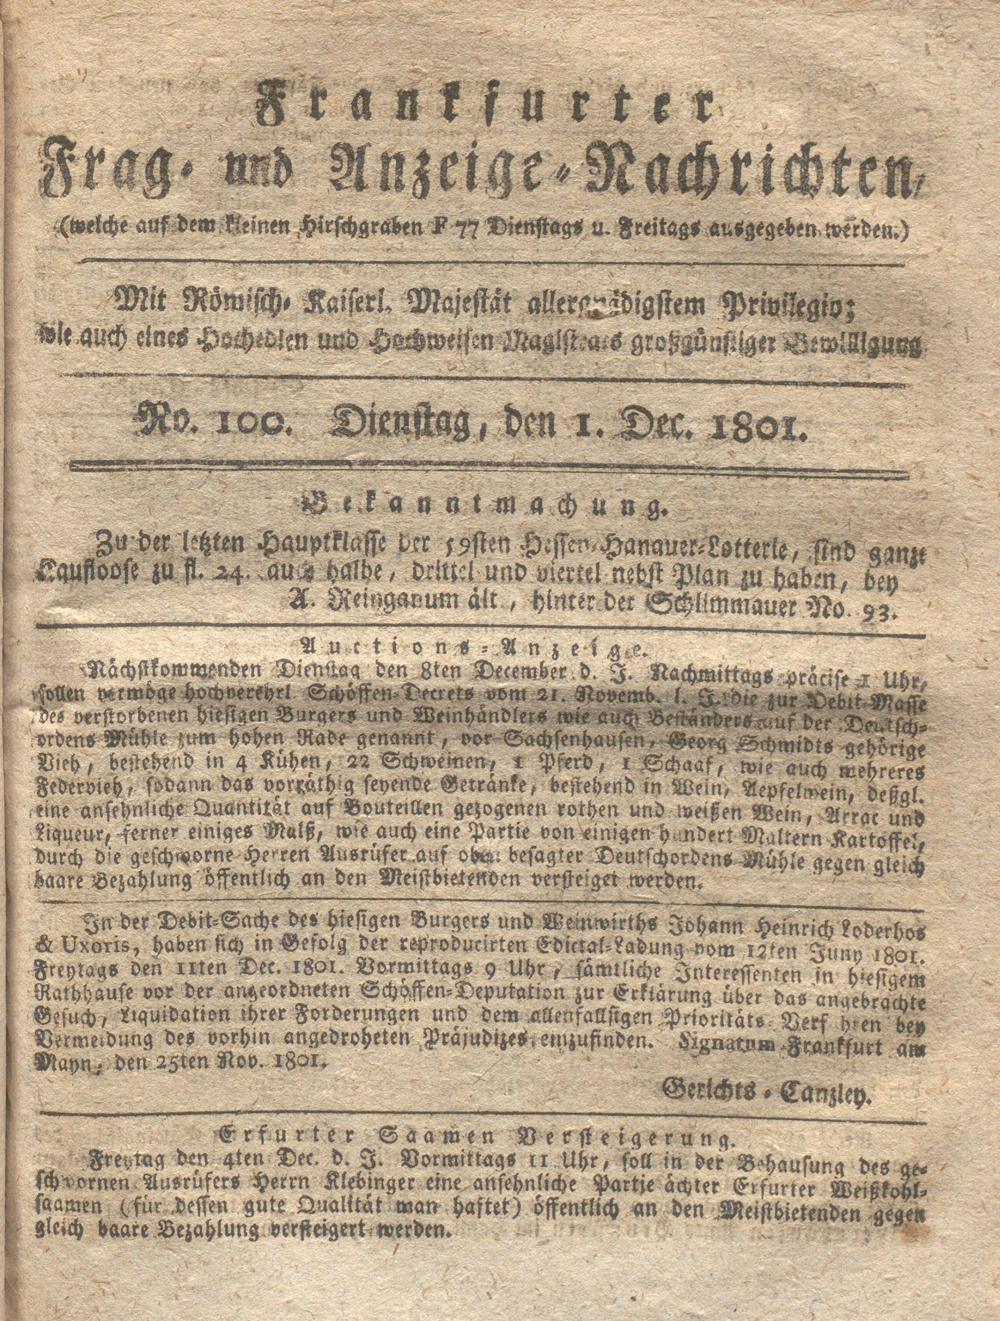 Frankfurter
Frag- und Anzeige-Nachrichten,
(welche auf dem kleinen Hirschgraben F 77 Dienstags u. Freitags ausgegeben werden.)
Mit Römisch- Kaiserl. Majestät allergnädigstem Privilegio;
wie auch eines Hochedlen und Hochweisen Magistrats großgünstiger Bewilligung
No. 100. Dienstag, den 1. Dec. 1801.
Bekanntmachung.
Zu der letzten Hauptklasse der 59sten Hessen-Hanauer-Lotterie, sind ganze
Kaufloose zu fl. 24. auch halbe, drittel und viertel nebst Plan zu haben, bey
A. Reinganum ält, hinter der Schlimmauer No. 93.
Auctions-Anzeige.
Nächstkommenden Dienstag den 8ten December d. J. Nachmittags präcise 1 Uhr,
sollen vermöge hochverehrl. Schöffen-Decrets vom 21. Novemb. l. J. die zur Debit-Masse
des verstorbenen hiesigen Burgers und Weinhändlers wie auch Beständers auf der Deutsch-
ordens Mühle zum hohen Rade genannt, vor Sachsenhausen, Georg Schmidts gehörige
Vieh, bestehend in 4 Kühen, 22 Schweinen, 1 Pferd, 1 Schaaf, wie auch mehreres
Federvieh, sodann das vorräthig seyende Getränke, bestehend in Wein, Aepfelwein, deßgl.
eine ansehnliche Quantität auf Bouteillen gezogenen rothen und weißen Wein, Arrac und
Liqueur, ferner einiges Malß, wie auch eine Partie von einigen hundert Maltern Kartoffel,
durch die geschworne Herren Ausrüfer auf oben besagter Deutschordens-Mühle gegen gleich
baare Bezahlung öffentlich an den Meistbietenden versteiget werden.
In der Debit-Sache des hiesigen Burgers und Weinwirths Johann Heinrich Loderhos
& Uxoris, haben sich in Gefolg der reproducirten Edictal-Ladung vom 12ten Juny 1801.
Freytags den 11ten Dec. 1801. Vormittags 9 Uhr, sämtliche Interessenten in hiesigem
Rathhause vor der angeordneten Schöffen-Deputation zur Erklärung über das angebrachte
Gesuch, Liquidation ihrer Forderungen und dem allenfallsigen Prioritäts-Verfahren bey
Vermeidung des vorhin angedroheten Präjudizes einzufinden. Signatum Frankfurt am
Mayn, den 25ten Nov. 1801.
Gerichts-Canzley.
Erfurter Saamen Versteigerung.
Freytag den 4ten Dec. d. J. Vormittags 11 Uhr, soll in der Behausung des ge-
schwornen Ausrüfers Herrn Klebinger eine ansehnliche Partie ächter Erfurter Weißkohl-
saamen (für dessen gute Qualität man haftet) öffentlich an den Meistbietenden gegen
gleich baare Bezahlung versteigert werden.